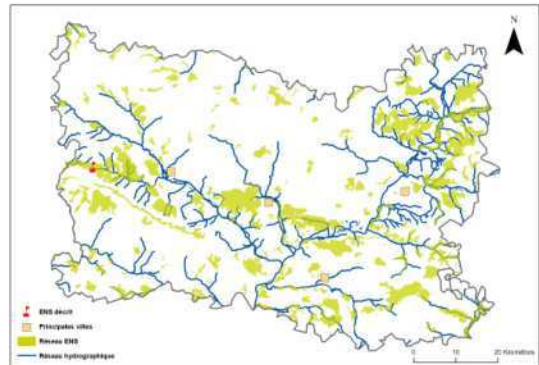 N
ENS décrit
Principales villes
Réseau ENS
Réseau hydrographique
0 10 20 Kilomètres